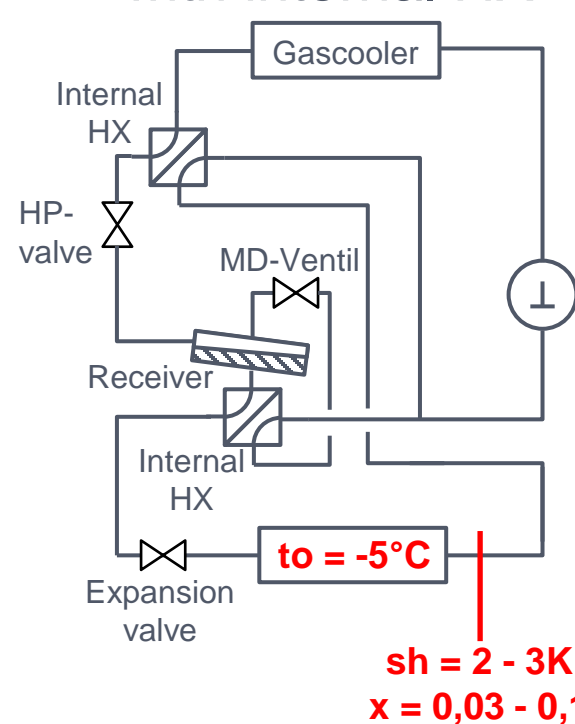 Gascooler
Internal
HX
HP-
valve
MD-Ventil
Receiver
Internal
HX
to = -5°C
Expansion
valve
sh = 2 - 3K
x = 0,03 - 0,